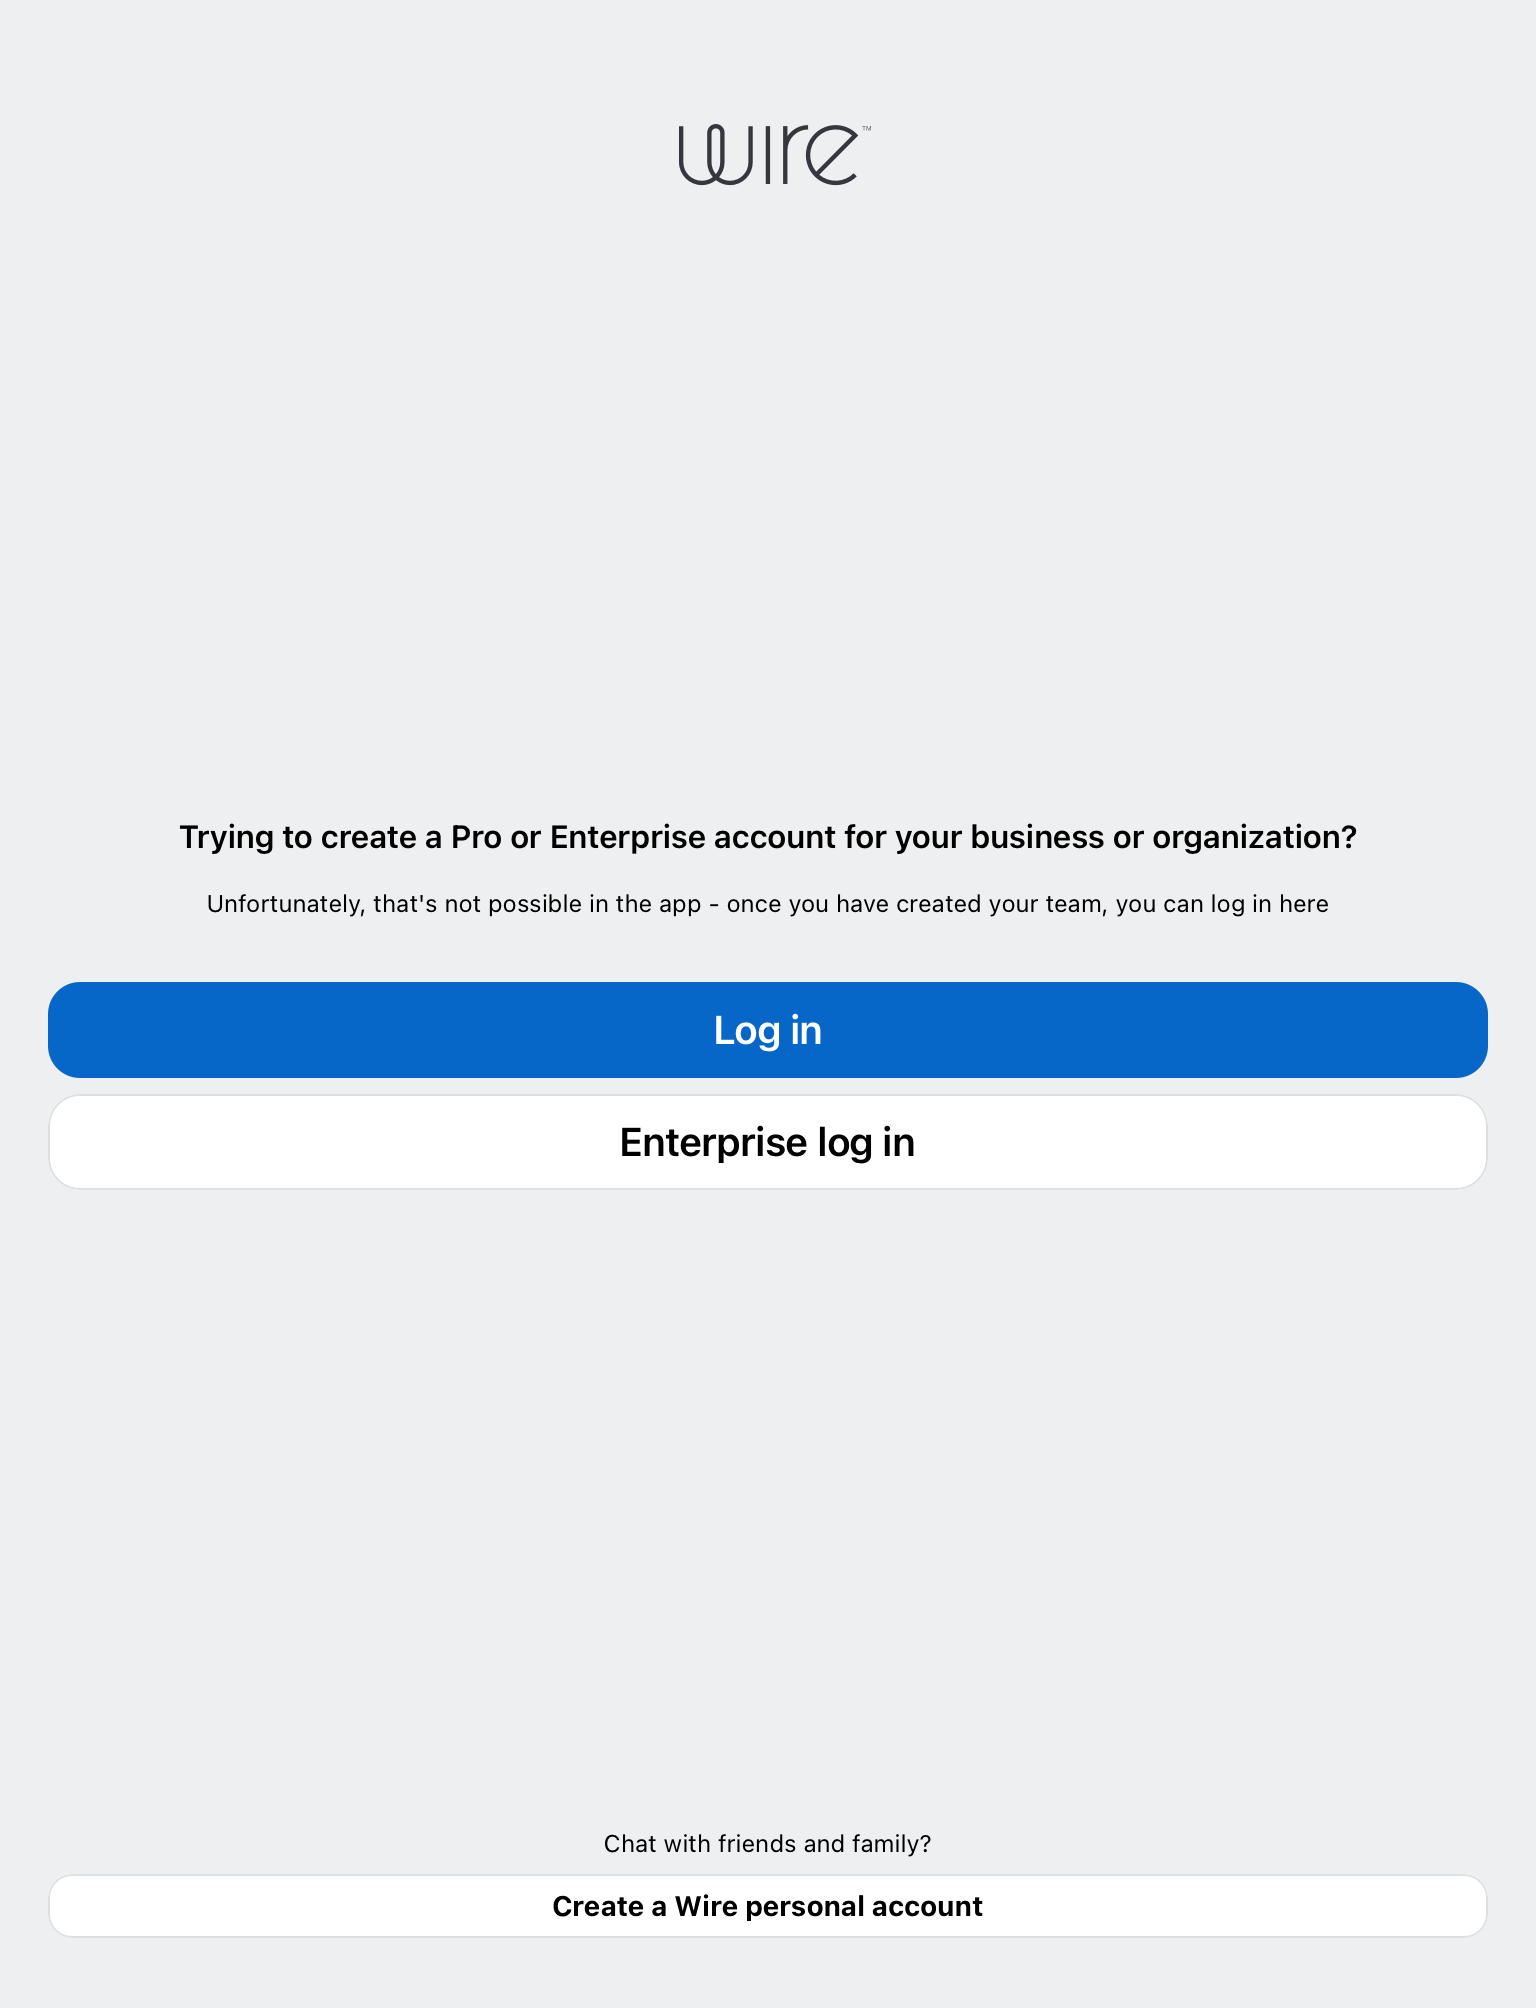 wire™
Trying to create a Pro or Enterprise account for your business or organization?
Unfortunately, that's not possible in the app - once you have created your team, you can log in here
Log in
Enterprise log in
Chat with friends and family?
Create a Wire personal account